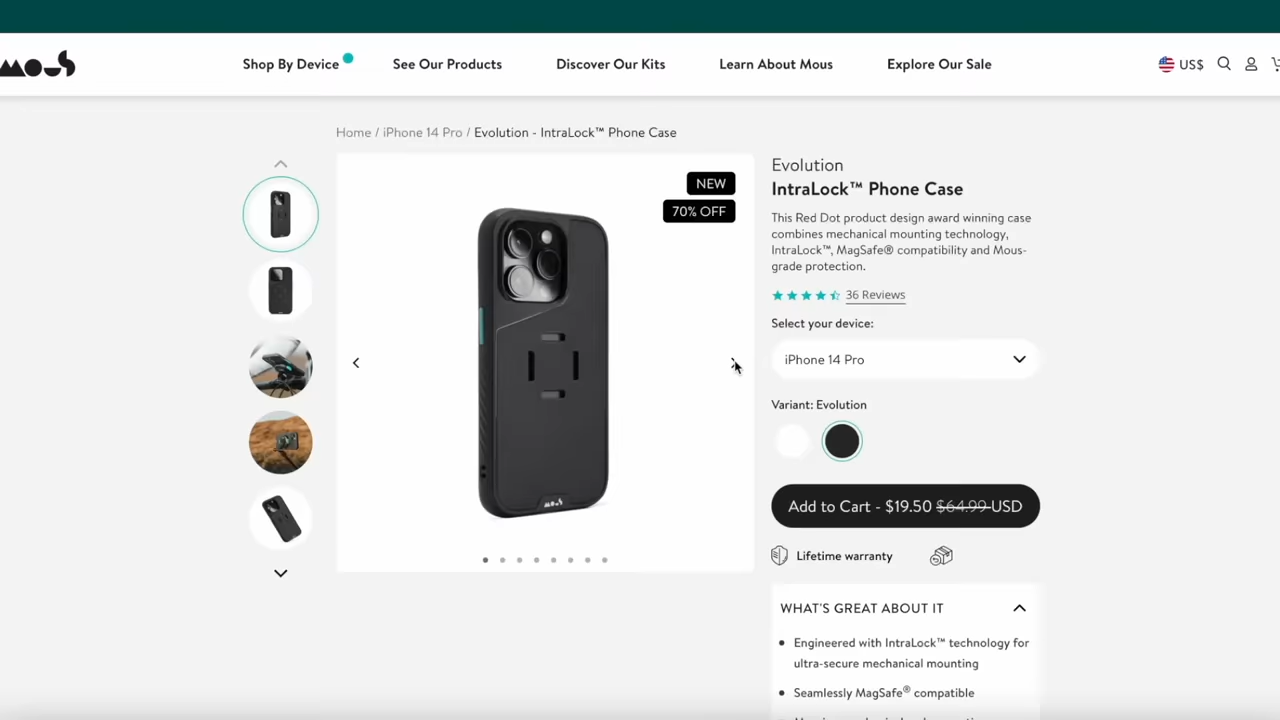 mous
Shop By Device
See Our Products
Discover Our Kits
Learn About Mous
Explore Our Sale
US$
Home / iPhone 14 Pro / Evolution - IntraLock™ Phone Case
NEW
70% OFF
mous
Evolution
IntraLock™ Phone Case
This Red Dot product design award winning case
combines mechanical mounting technology,
IntraLock™, MagSafe® compatibility and Mous-
grade protection.
36 Reviews
Select your device:
iPhone 14 Pro
Variant: Evolution
Add to Cart - $19.50 $64.99 USD
Lifetime warranty
WHAT'S GREAT ABOUT IT
• Engineered with IntraLock™ technology for
ultra-secure mechanical mounting
• Seamlessly MagSafe® compatible